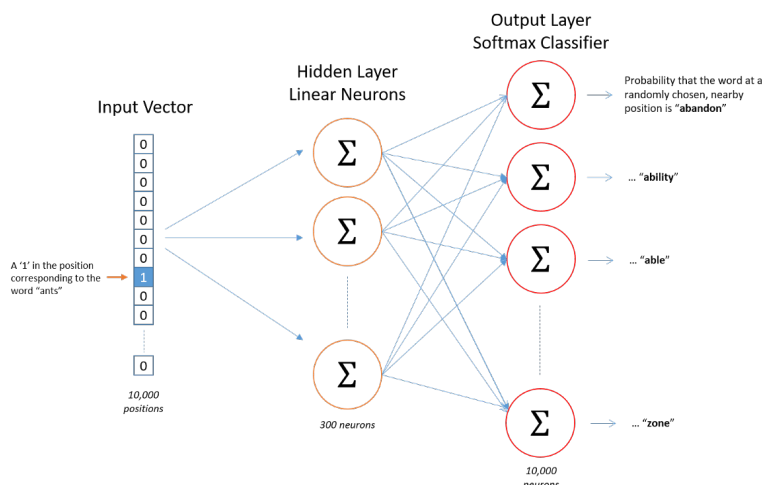 Output Layer
Softmax Classifier
Hidden Layer
Linear Neurons
Input Vector
0
0
0
0
0
0
0
1
0
0
0
A ‘1’ in the position
corresponding to the
word “ants”
10,000
positions
Σ
Σ
Σ
300 neurons
Σ
Σ
Σ
Σ
10,000
neurons
Probability that the word at a
randomly chosen, nearby
position is “abandon”
... “ability”
... “able”
... “zone”